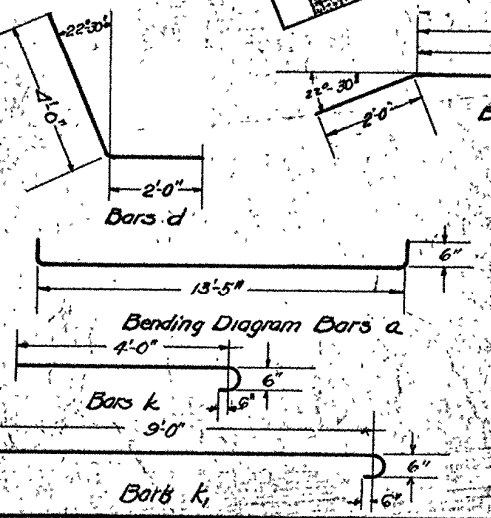 22°30'
4'-0"
2'-0"
Bars d
22°-30'
2'-0"
B
6"
13'-5"
Bending Diagram Bars a
4'-0"
6"
Bars k
6"
9'-0"
6"
Bars k,
6"